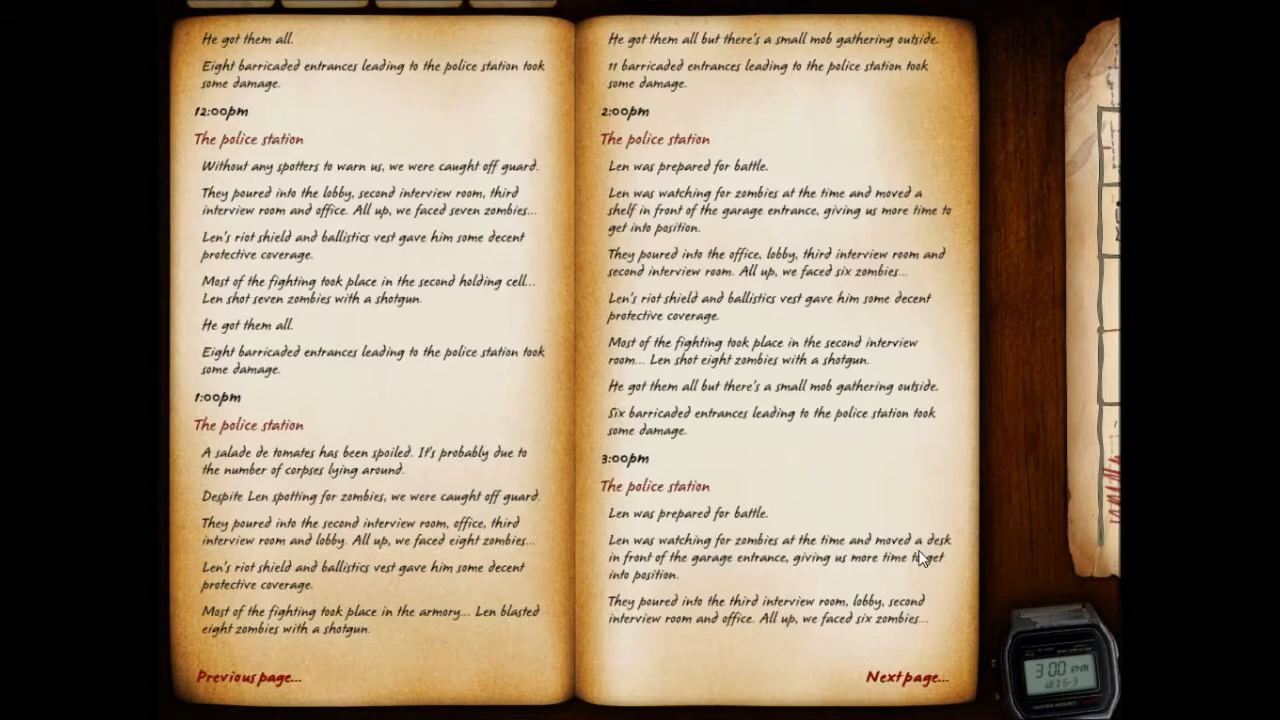 He got them all.
Eight barricaded entrances leading to the police station took
some damage.
12:00pm
The police station
Without any spotters to warn us, we were caught off guard.
They poured into the lobby, second interview room, third
interview room and office. All up, we faced seven zombies...
Len's riot shield and ballistics vest gave him some decent
protective coverage.
Most of the fighting took place in the second holding cell...
Len shot seven zombies with a shotgun.
He got them all.
Eight barricaded entrances leading to the police station took
some damage.
1:00pm
The police station
A salade de tomates has been spoiled. It's probably due to
the number of corpses lying around.
Despite Len spotting for zombies, we were caught off guard.
They poured into the second interview room, office, third
interview room and lobby. All up, we faced eight zombies...
Len's riot shield and ballistics vest gave him some decent
protective coverage.
Most of the fighting took place in the armory... Len blasted
eight zombies with a shotgun.
Previous page...
He got them all but there's a small mob gathering outside.
11 barricaded entrances leading to the police station took
some damage.
2:00pm
The police station
Len was prepared for battle.
Len was watching for zombies at the time and moved a
shelf in front of the garage entrance, giving us more time to
get into position.
They poured into the office, lobby, third interview room and
second interview room. All up, we faced six zombies...
Len's riot shield and ballistics vest gave him some decent
protective coverage.
Most of the fighting took place in the second interview
room... Len shot eight zombies with a shotgun.
He got them all but there's a small mob gathering outside.
Six barricaded entrances leading to the police station took
some damage.
3:00pm
The police station
Len was prepared for battle.
Len was watching for zombies at the time and moved a desk
in front of the garage entrance, giving us more time to get
into position.
They poured into the third interview room, lobby, second
interview room and office. All up, we faced six zombies...
Next page...
3:00 pm